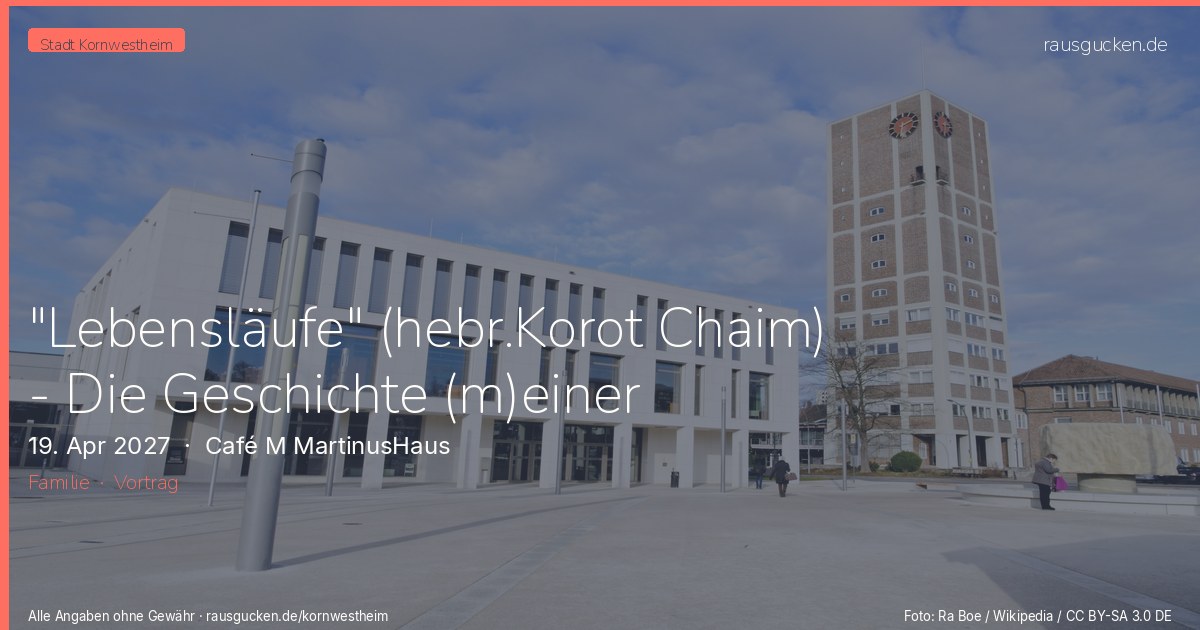 Stadt Kornwestheim
rausgucken.de
"Lebensläufe" (hebr.Korot Chaim)
- Die Geschichte (m)einer
19. Apr 2027 · Café M MartinusHaus
Familie · Vortrag
Alle Angaben ohne Gewähr · rausgucken.de/kornwestheim
Foto: Ra Boe / Wikipedia / CC BY-SA 3.0 DE